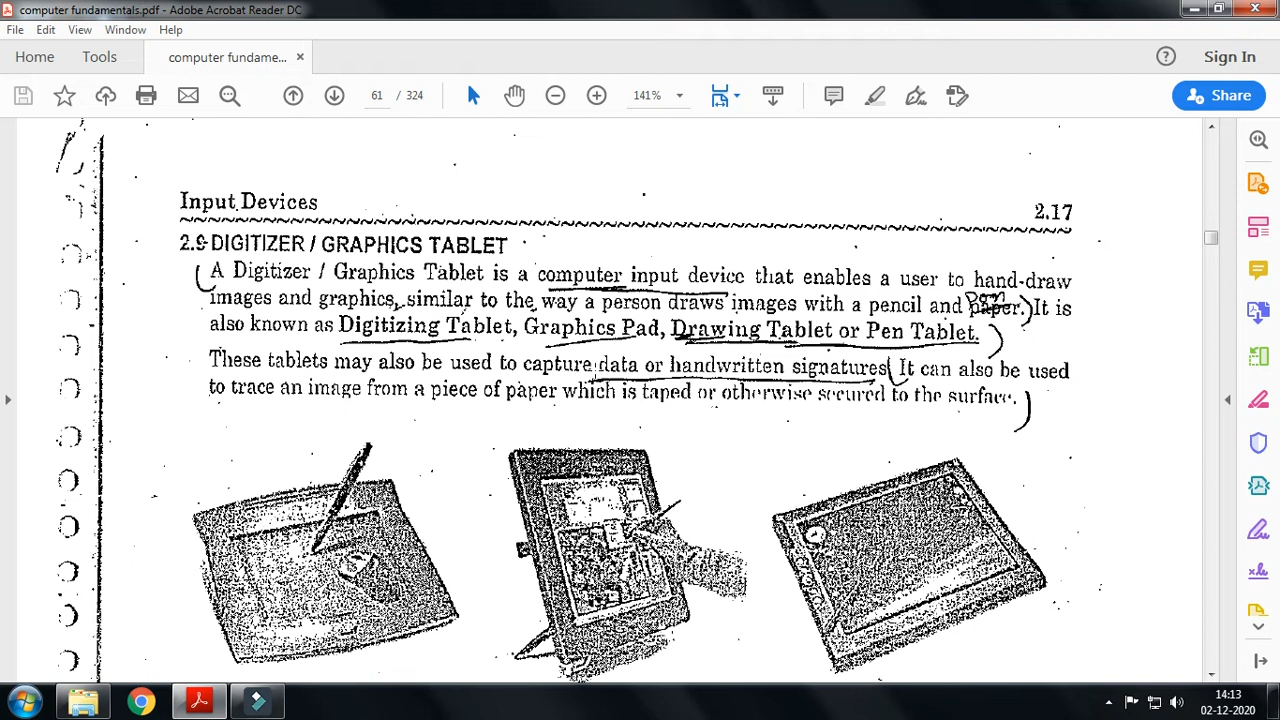 computer fundamentals.pdf - Adobe Acrobat Reader DC
File Edit View Window Help
Home Tools computer fundame... ×
Sign In
61 / 324
141%
Share
Input Devices
2.17
2.9 DIGITIZER / GRAPHICS TABLET
A Digitizer / Graphics Tablet is a computer input device that enables a user to hand-draw
images and graphics, similar to the way a person draws images with a pencil and paper. It is
also known as Digitizing Tablet, Graphics Pad, Drawing Tablet or Pen Tablet.
These tablets may also be used to capture data or handwritten signatures. It can also be used
to trace an image from a piece of paper which is taped or otherwise secured to the surface.
14:13
02-12-2020